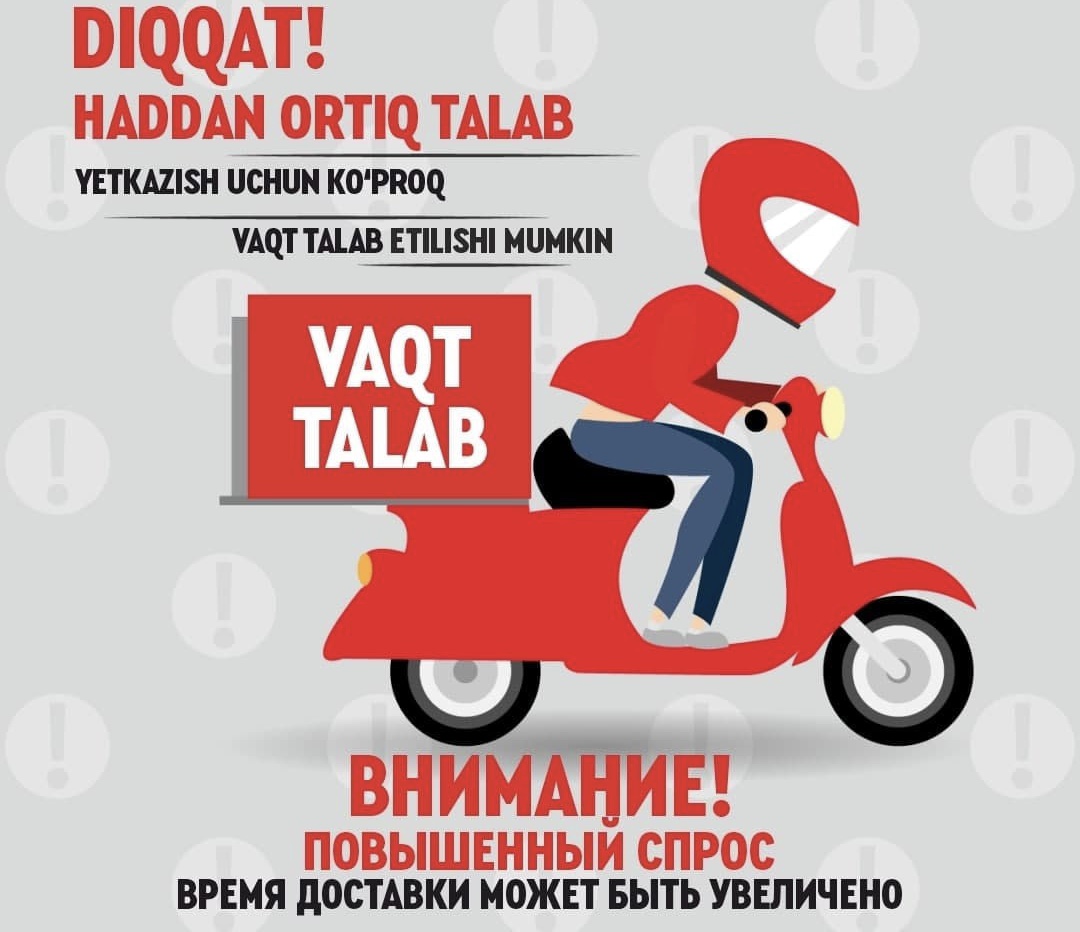 DIQQAT!
HADDAN ORTIQ TALAB
YETKAZISH UCHUN KO‘PROQ
VAQT TALAB ETILISHI MUMKIN
VAQT
TALAB
ВНИМАНИЕ!
ПОВЫШЕННЫЙ СПРОС
ВРЕМЯ ДОСТАВКИ МОЖЕТ БЫТЬ УВЕЛИЧЕНО